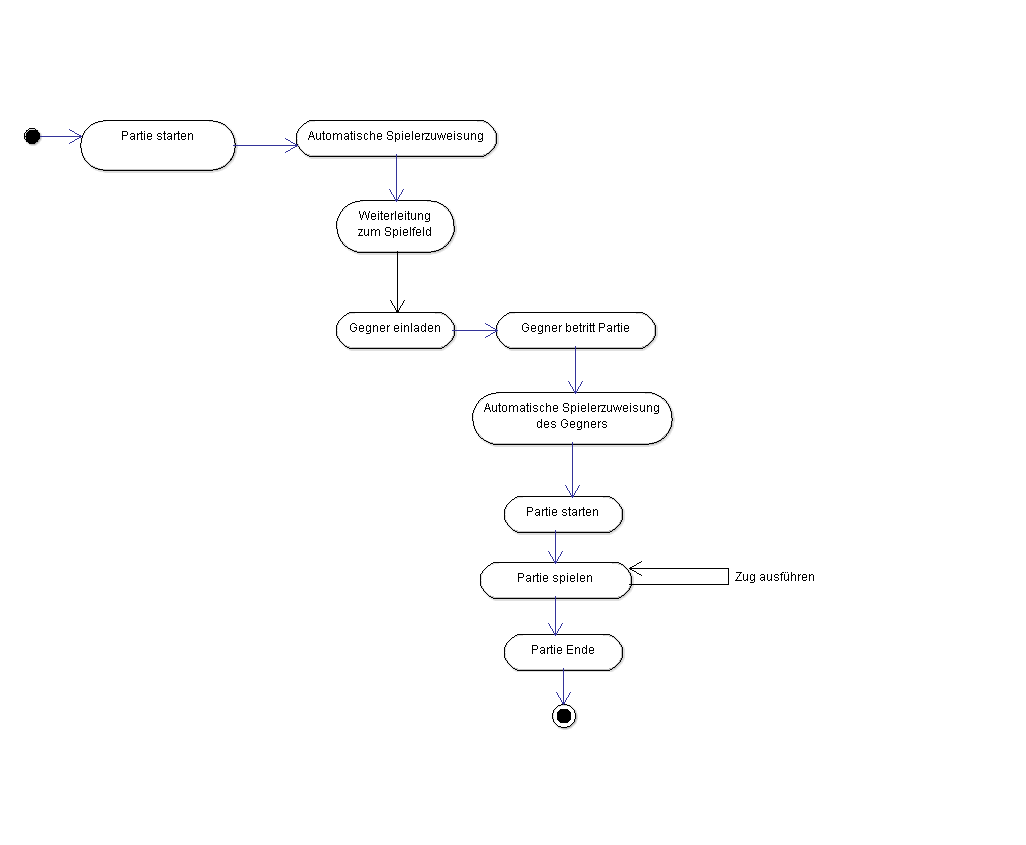 Partie starten
Automatische Spielerzuweisung
Weiterleitung
zum Spielfeld
Gegner einladen
Gegner betritt Partie
Automatische Spielerzuweisung
des Gegners
Partie starten
Partie spielen
Zug ausführen
Partie Ende